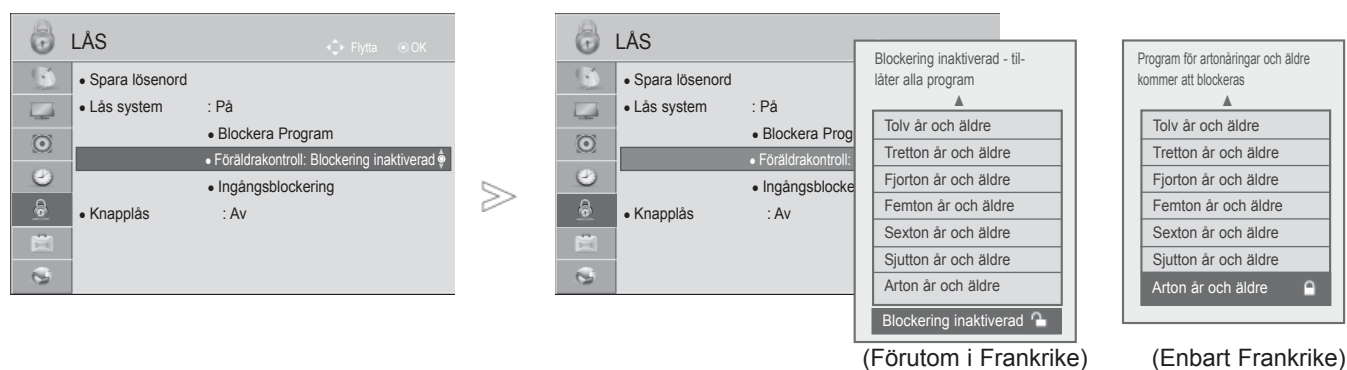 LÅS
Flytta OK
• Spara lösenord
• Lås system : På
• Blockera Program
• Föräldrakontroll: Blockering inaktiverad
• Ingångsblockering
• Knapplås : Av
LÅS
• Spara lösenord
• Lås system : På
• Blockera Prog
• Föräldrakontroll:
• Ingångsblocke
• Knapplås : Av
Blockering inaktiverad - til-
låter alla program
Tolv år och äldre
Tretton år och äldre
Fjorton år och äldre
Femton år och äldre
Sexton år och äldre
Sjutton år och äldre
Arton år och äldre
Blockering inaktiverad
(Förutom i Frankrike)
Program för artonåringar och äldre
kommer att blockeras
Tolv år och äldre
Tretton år och äldre
Fjorton år och äldre
Femton år och äldre
Sexton år och äldre
Sjutton år och äldre
Arton år och äldre
(Enbart Frankrike)